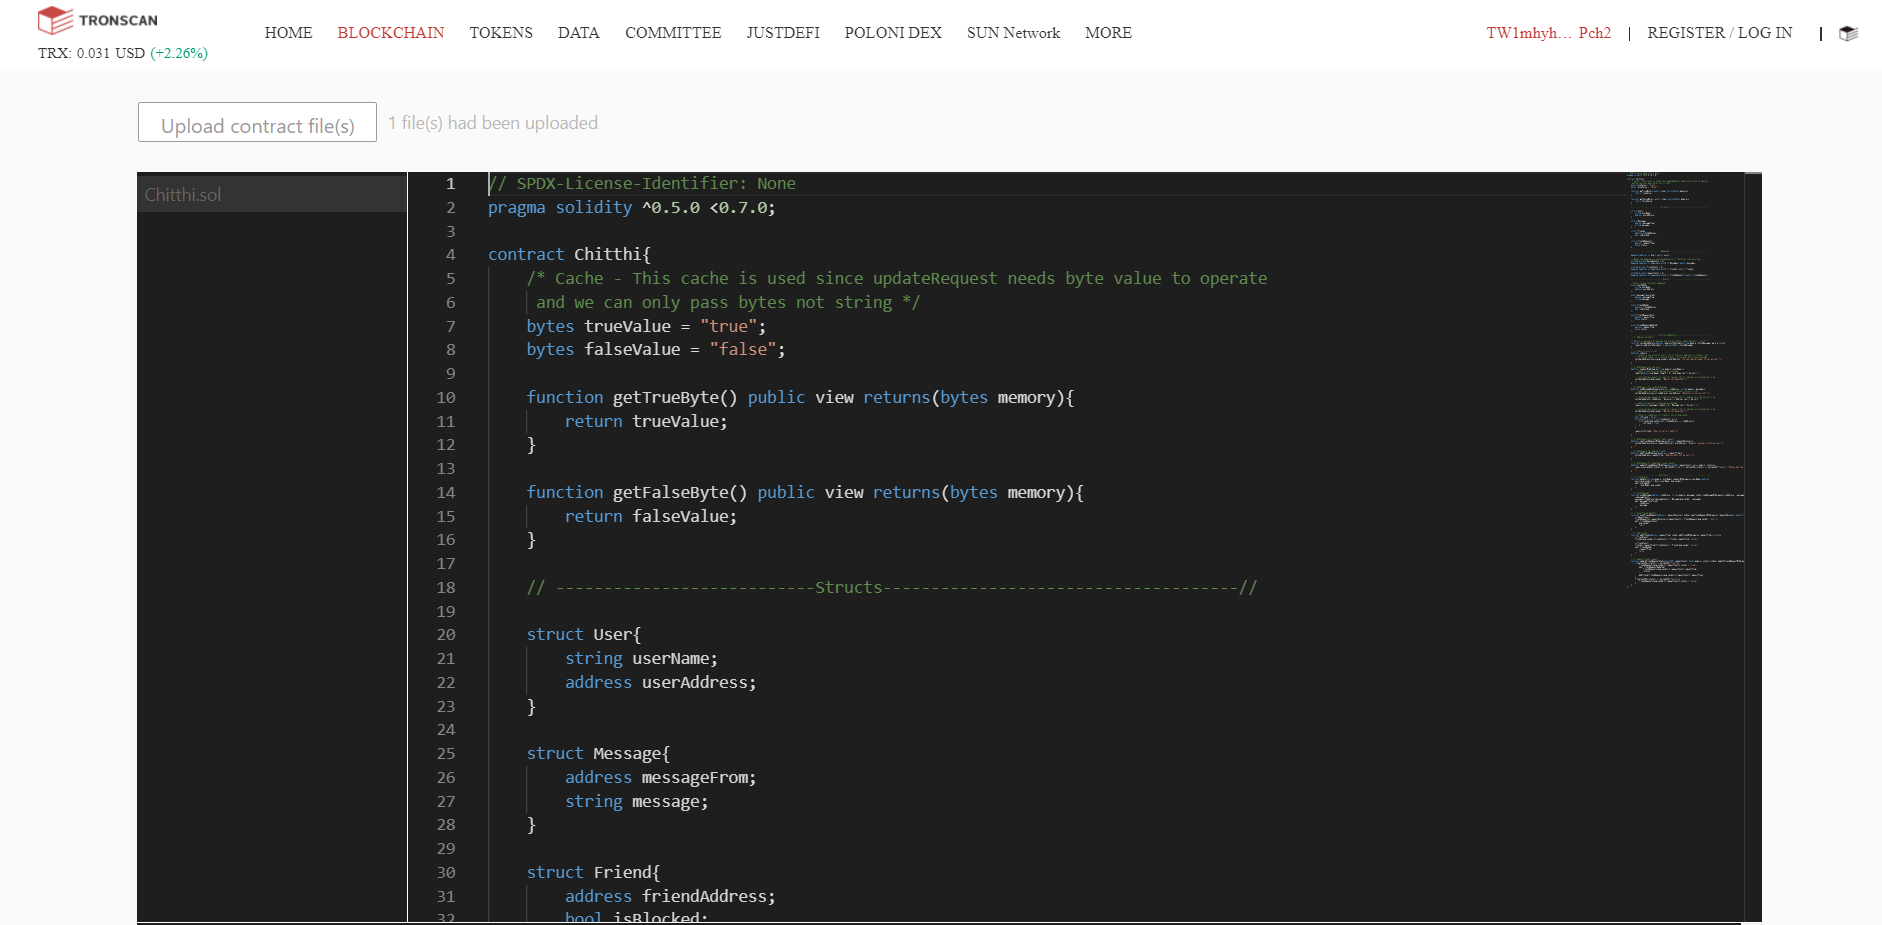 TRONSCAN
TRX: 0.031 USD (+2.26%)
HOME BLOCKCHAIN TOKENS DATA COMMITTEE JUSTDEFI POLONI DEX SUN Network MORE
TW1mhyh... Pch2 | REGISTER / LOG IN |
Upload contract file(s) 1 file(s) had been uploaded
Chitthi.sol
1 // SPDX-License-Identifier: None
2 pragma solidity ^0.5.0 <0.7.0;
3
4 contract Chitthi{
5 /* Cache - This cache is used since updateRequest needs byte value to operate
6 and we can only pass bytes not string */
7 bytes trueValue = "true";
8 bytes falseValue = "false";
9
10 function getTrueByte() public view returns(bytes memory){
11 return trueValue;
12 }
13
14 function getFalseByte() public view returns(bytes memory){
15 return falseValue;
16 }
17
18 // ---------------------------Structs-------------------------------------//
19
20 struct User{
21 string userName;
22 address userAddress;
23 }
24
25 struct Message{
26 address messageFrom;
27 string message;
28 }
29
30 struct Friend{
31 address friendAddress;
32 bool isBlocked;